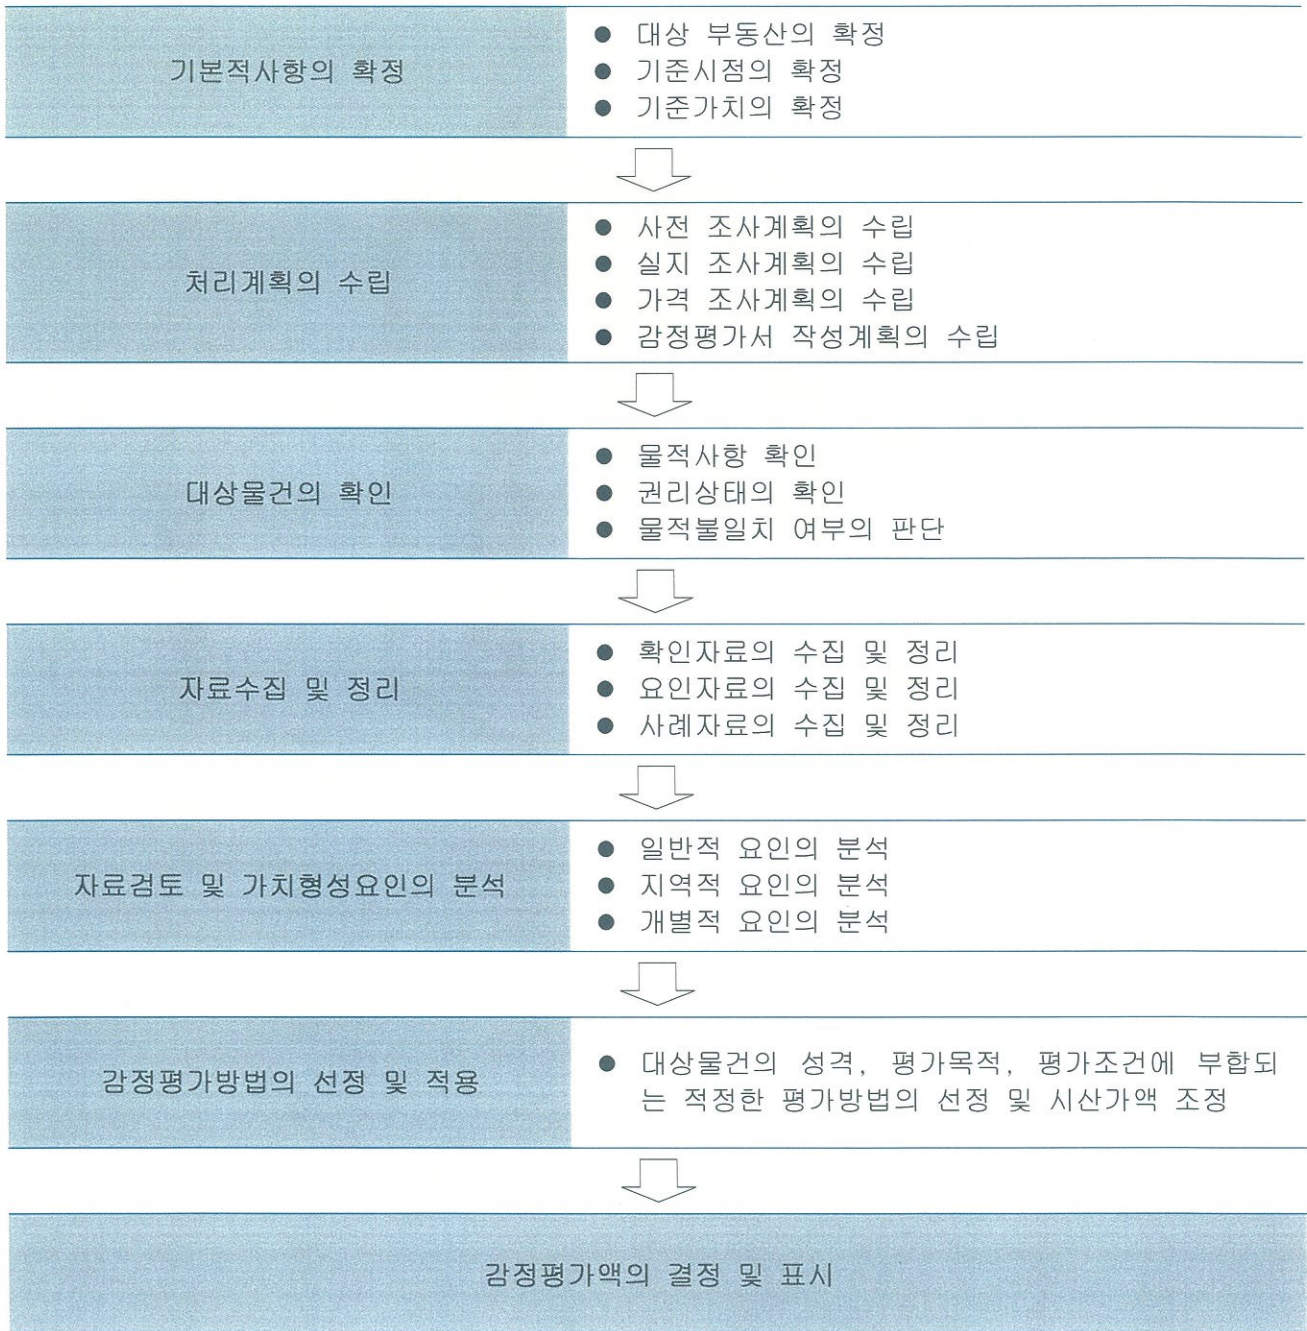 기본적사항의 확정
● 대상 부동산의 확정
● 기준시점의 확정
● 기준가치의 확정
처리계획의 수립
● 사전 조사계획의 수립
● 실지 조사계획의 수립
● 가격 조사계획의 수립
● 감정평가서 작성계획의 수립
대상물건의 확인
● 물적사항 확인
● 권리상태의 확인
● 물적불일치 여부의 판단
자료수집 및 정리
● 확인자료의 수집 및 정리
● 요인자료의 수집 및 정리
● 사례자료의 수집 및 정리
자료검토 및 가치형성요인의 분석
● 일반적 요인의 분석
● 지역적 요인의 분석
● 개별적 요인의 분석
감정평가방법의 선정 및 적용
● 대상물건의 성격, 평가목적, 평가조건에 부합되
는 적정한 평가방법의 선정 및 시산가액 조정
감정평가액의 결정 및 표시